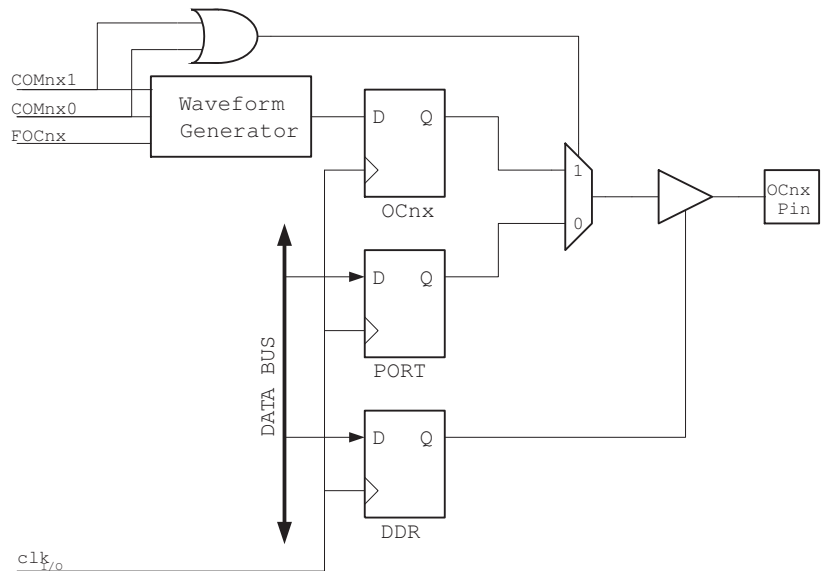 COMnx1
COMnx0
FOCnx
Waveform
Generator
D Q
OCnx
1
0
OCnx
Pin
DATA BUS
D Q
PORT
D Q
DDR
clkI/O